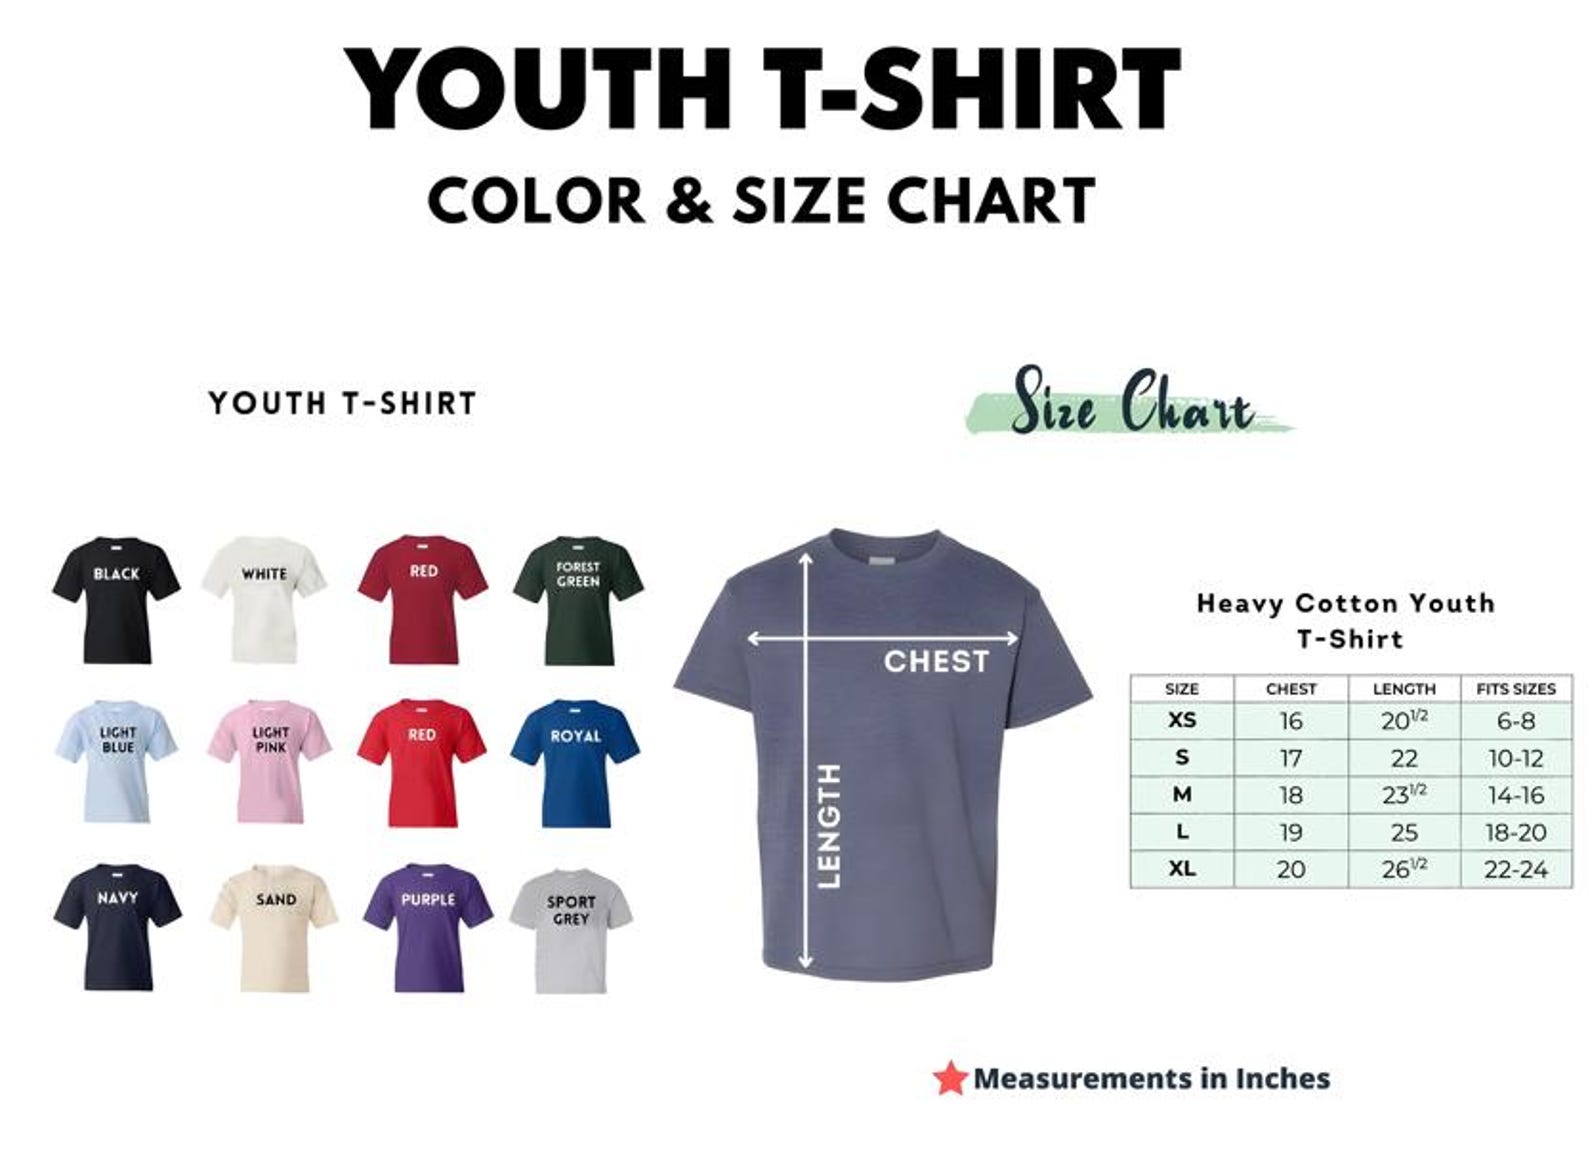 YOUTH T-SHIRT
COLOR & SIZE CHART
YOUTH T-SHIRT
BLACK
WHITE
RED
FOREST
GREEN
LIGHT
BLUE
LIGHT
PINK
RED
ROYAL
NAVY
SAND
PURPLE
SPORT
GREY
Size Chart
CHEST
LENGTH
Heavy Cotton Youth
T-Shirt
SIZE CHEST LENGTH FITS SIZES
XS 16 20 1/2 6-8
S 17 22 10-12
M 18 23 1/2 14-16
L 19 25 18-20
XL 20 26 1/2 22-24
Measurements in Inches